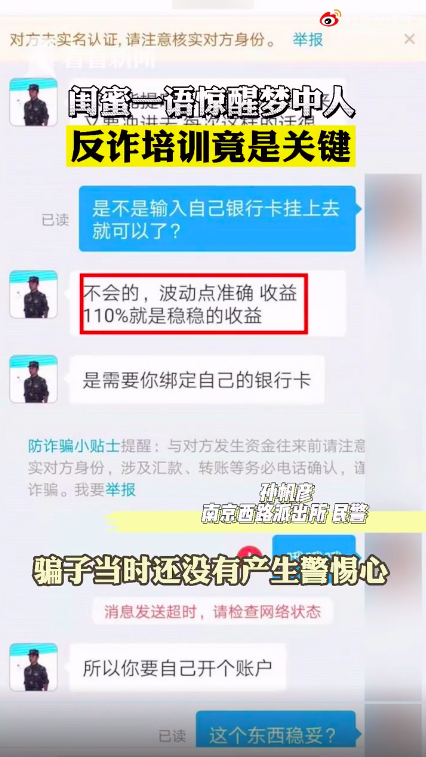 对方未实名认证,请注意核实对方身份。 举报
看看新闻
闺蜜一语惊醒梦中人
反诈培训竟是关键
已读
是不是输入自己银行卡挂上去
就可以了？
不会的，波动点准确 收益
110%就是稳稳的收益
是需要你绑定自己的银行卡
防诈骗小贴士提醒：与对方发生资金往来前请注意
实对方身份，涉及汇款、转账等务必电话确认，谨
诈骗。我要举报
孙帆彦
南京西路派出所 民警
骗子当时还没有产生警惕心
消息发送超时，请检查网络状态
所以你要自己开个账户
已读
这个东西稳妥？